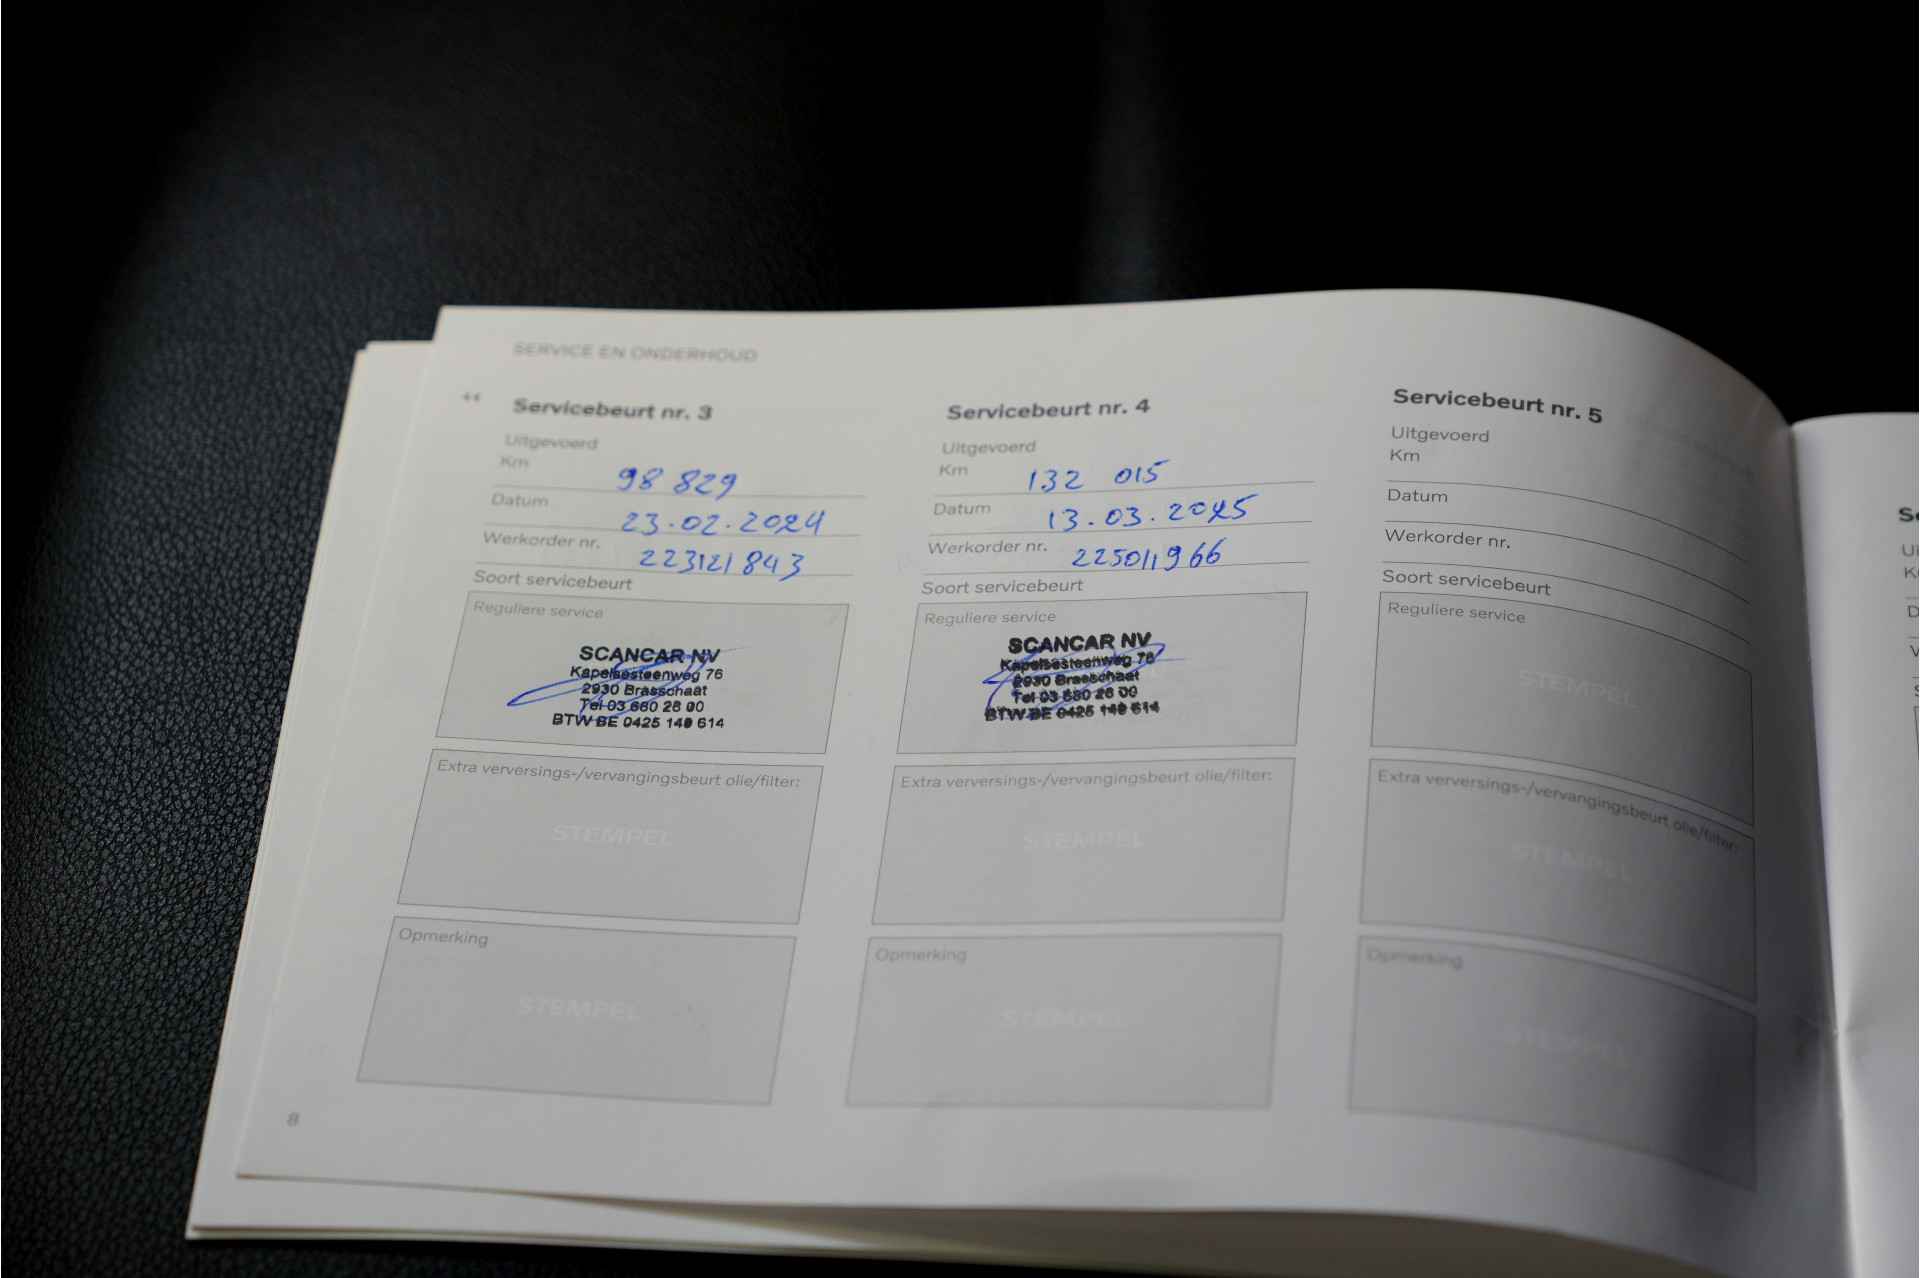 SERVICE EN ONDERHOUD
Servicebeurt nr. 3
Uitgevoerd
Km 98 829
Datum 23.02.2024
Werkorder nr. 223121843
Soort servicebeurt
Reguliere service
SCANCAR NV
Kapelsesteenweg 76
2930 Brasschaat
Tel 03 680 28 00
BTW BE 0425 149 614
Extra verversings-/vervangingsbeurt olie/filter:
STEMPEL
Opmerking
STEMPEL
8
Servicebeurt nr. 4
Uitgevoerd
Km 132 015
Datum 13.03.2025
Werkorder nr. 225011966
Soort servicebeurt
Reguliere service
SCANCAR NV
Kapelsesteenweg 76
2930 Brasschaat
Tel 03 680 28 00
BTW BE 0425 149 614
Extra verversings-/vervangingsbeurt olie/filter:
STEMPEL
Opmerking
STEMPEL
Servicebeurt nr. 5
Uitgevoerd
Km
Datum
Werkorder nr.
Soort servicebeurt
Reguliere service
STEMPEL
Extra verversings-/vervangingsbeurt olie/filter:
STEMPEL
Opmerking
STEMPEL